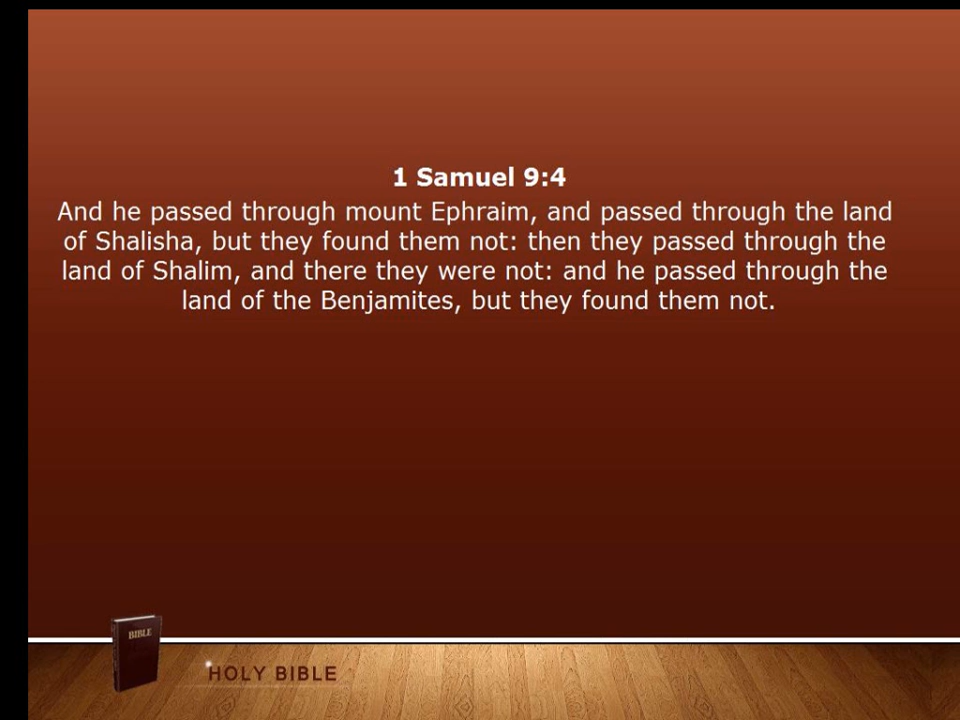 1 Samuel 9:4
And he passed through mount Ephraim, and passed through the land
of Shalisha, but they found them not: then they passed through the
land of Shalim, and there they were not: and he passed through the
land of the Benjamites, but they found them not.
BIBLE
HOLY BIBLE